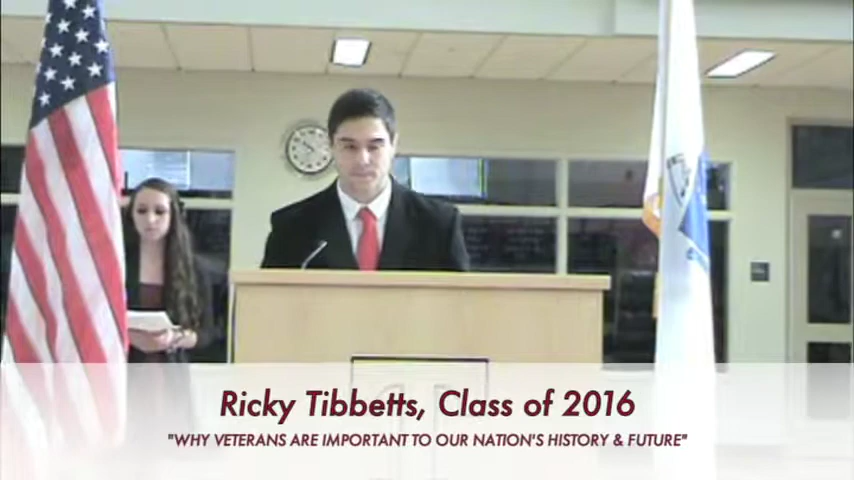 Ricky Tibbetts, Class of 2016
"WHY VETERANS ARE IMPORTANT TO OUR NATION'S HISTORY & FUTURE"